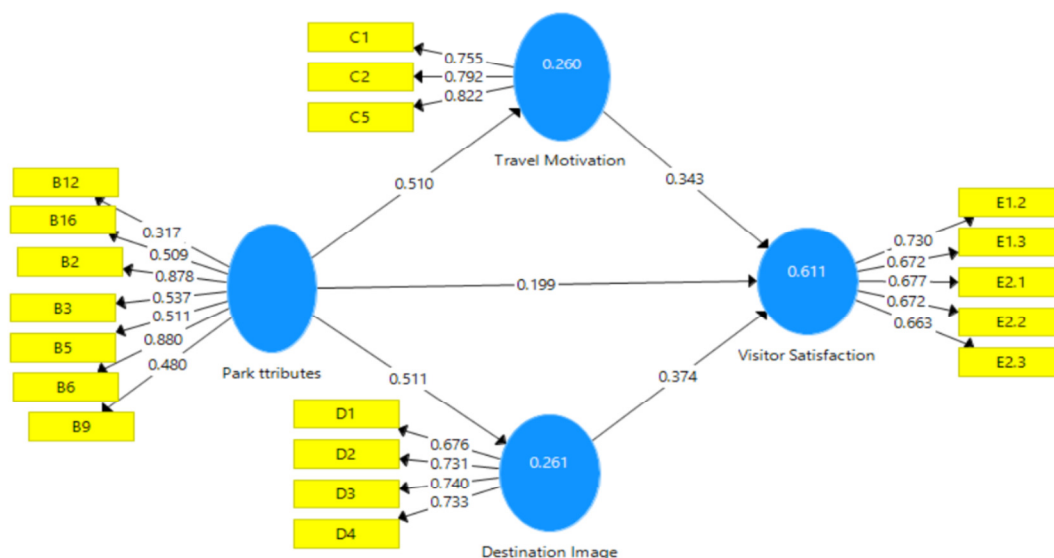 C1
0.755
0.260
C2
0.792
C5
0.822
Travel Motivation
B12
0.510
0.343
B16
0.317
E1.2
0.509
0.730
B2
0.878
E1.3
0.672
B3
0.537
0.199
0.611
0.677
E2.1
B5
0.511
0.672
E2.2
0.880
0.663
B6
0.480
Park ttributes
Visitor Satisfaction
E2.3
B9
0.511
0.374
D1
0.676
D2
0.731
0.261
D3
0.740
0.733
D4
Destination Image